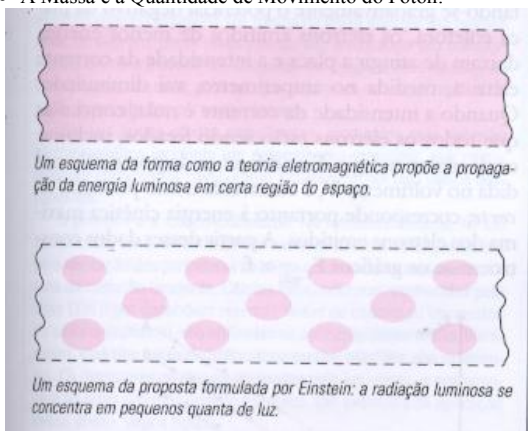 A Massa e a Quantidade de Movimento do Fóton.
Um esquema da forma como a teoria eletromagnética propõe a propaga-
ção da energia luminosa em certa região do espaço.
Um esquema da proposta formulada por Einstein: a radiação luminosa se
concentra em pequenos quanta de luz.